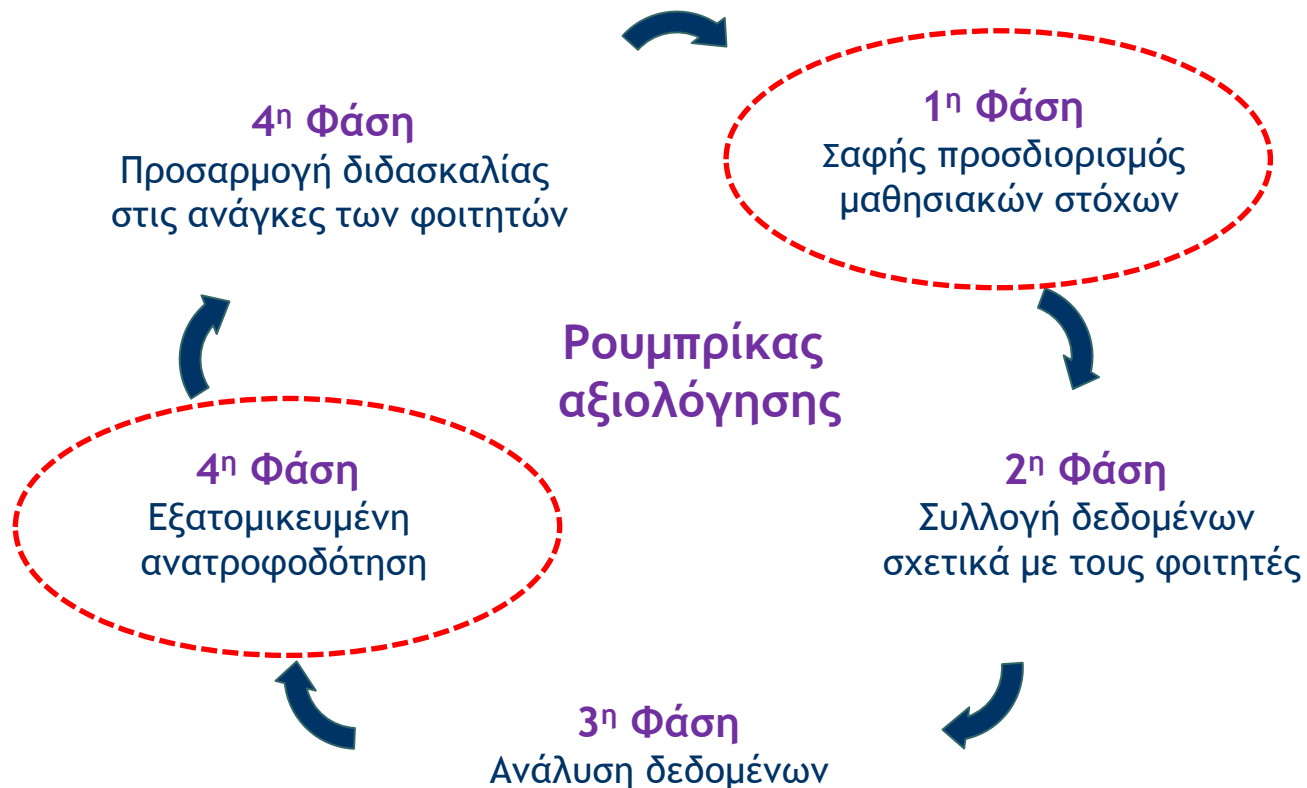 4η Φάση
Προσαρμογή διδασκαλίας
στις ανάγκες των φοιτητών
1η Φάση
Σαφής προσδιορισμός
μαθησιακών στόχων
Ρουμπρίκας
αξιολόγησης
4η Φάση
Εξατομικευμένη
ανατροφοδότηση
2η Φάση
Συλλογή δεδομένων
σχετικά με τους φοιτητές
3η Φάση
Ανάλυση δεδομένων